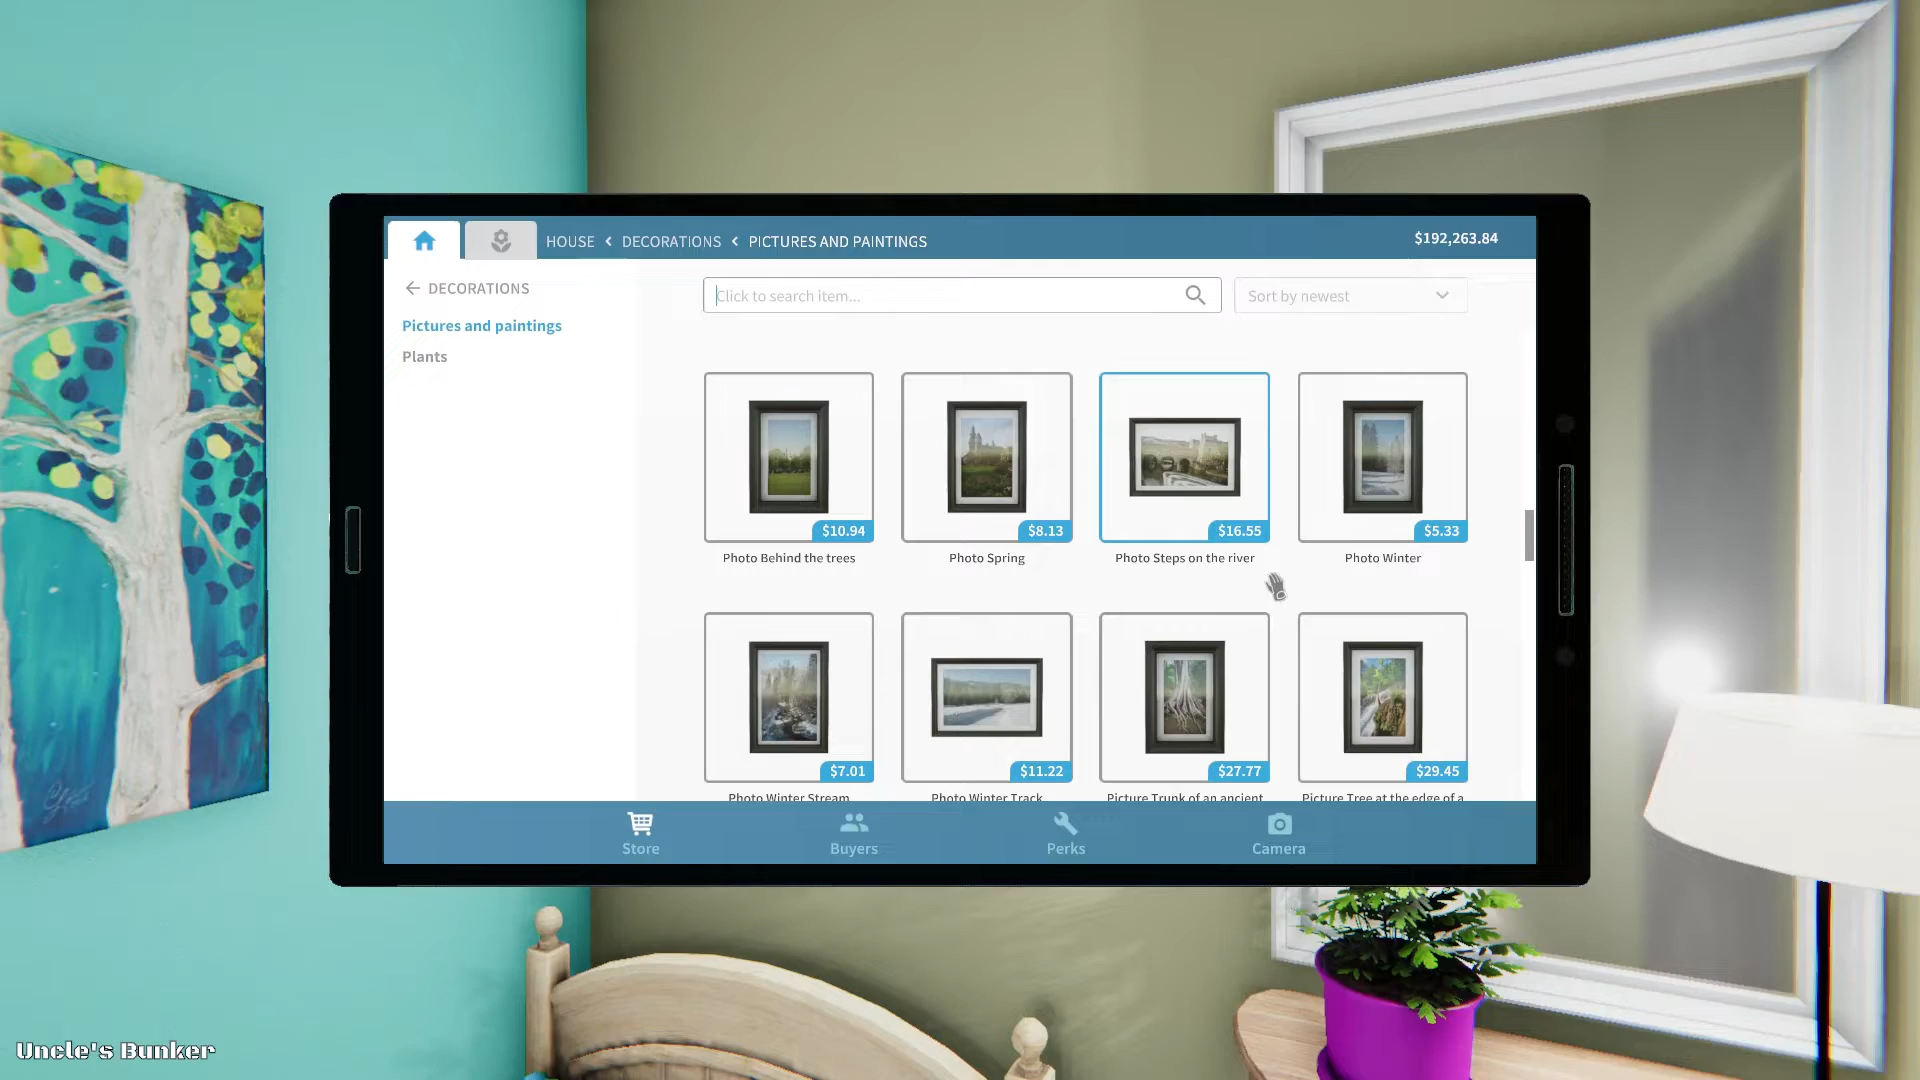 HOUSE < DECORATIONS < PICTURES AND PAINTINGS
$192,263.84
DECORATIONS
Pictures and paintings
Plants
Click to search item...
Sort by newest
$10.94
$8.13
$16.55
$5.33
Photo Behind the trees
Photo Spring
Photo Steps on the river
Photo Winter
$7.01
$11.22
$27.77
$29.45
Photo Winter Stream
Photo Winter Track
Picture Trunk of an ancient
Picture Tree at the edge of a
Store
Buyers
Perks
Camera
Uncle's Bunker